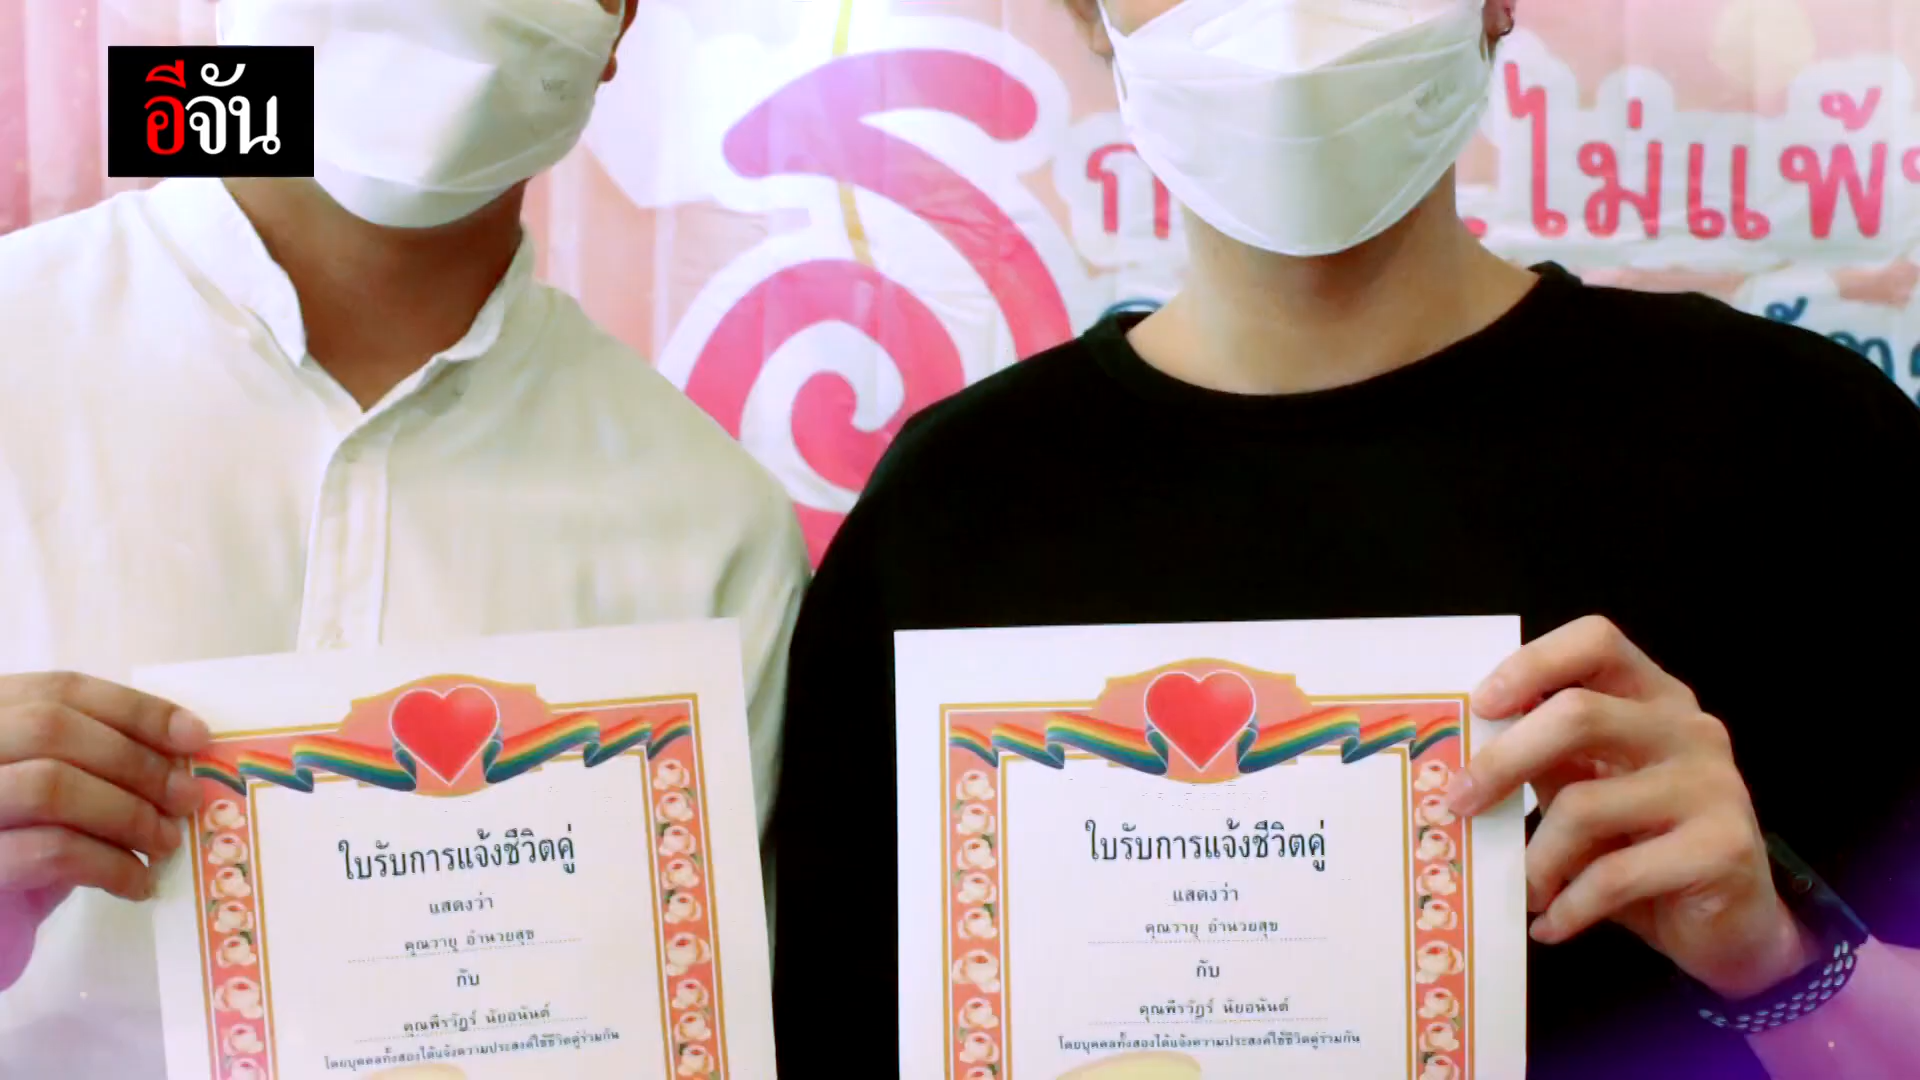 อีจัน
ไม่แพ้
ใบรับการแจ้งชีวิตคู่
แสดงว่า
คุณวายุ อำนวยสุข
กับ
คุณพีรวัฏร์ นัยอนันต์
โดยบุคคลทั้งสองได้แจ้งความประสงค์ใช้ชีวิตคู่ร่วมกัน
ใบรับการแจ้งชีวิตคู่
แสดงว่า
คุณวายุ อำนวยสุข
กับ
คุณพีรวัฏร์ นัยอนันต์
โดยบุคคลทั้งสองได้แจ้งความประสงค์ใช้ชีวิตคู่ร่วมกัน